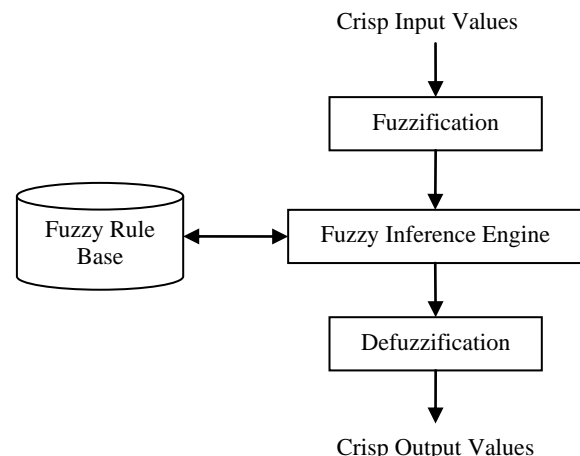 Crisp Input Values
Fuzzification
Fuzzy Rule
Base
Fuzzy Inference Engine
Defuzzification
Crisp Output Values